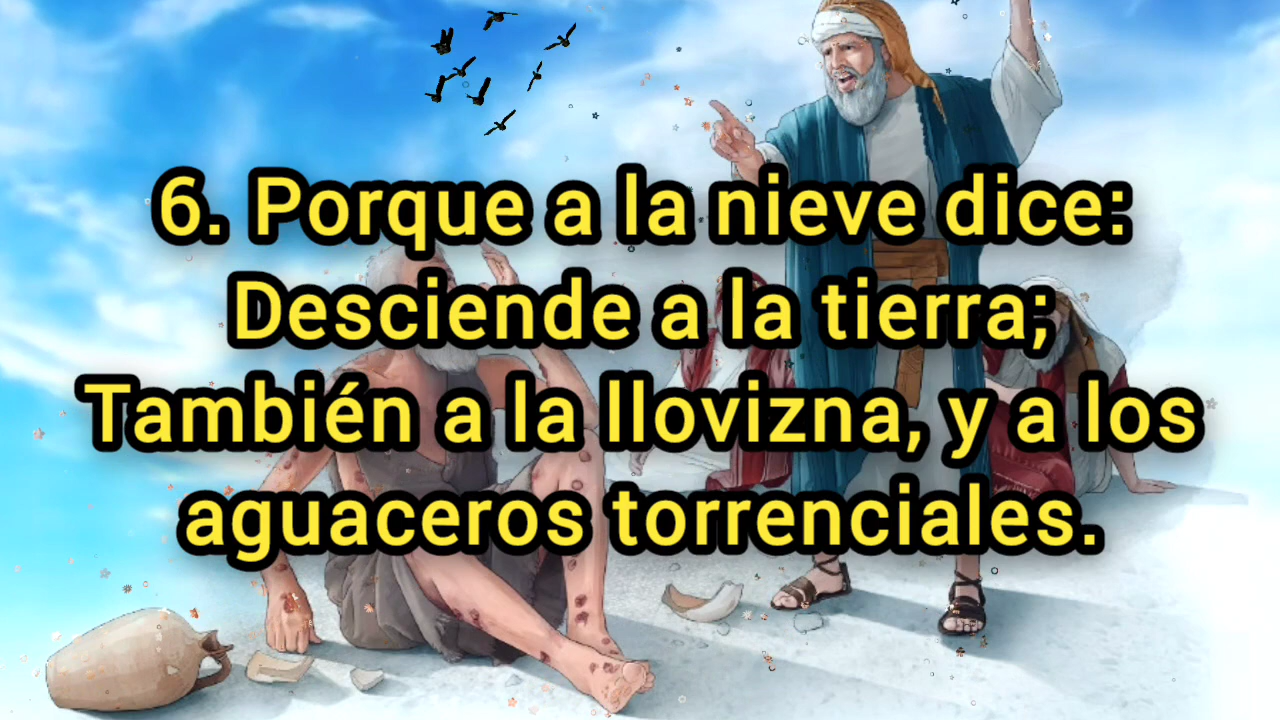 6. Porque a la nieve dice:
Desciende a la tierra;
También a la llovizna, y a los
aguaceros torrenciales.